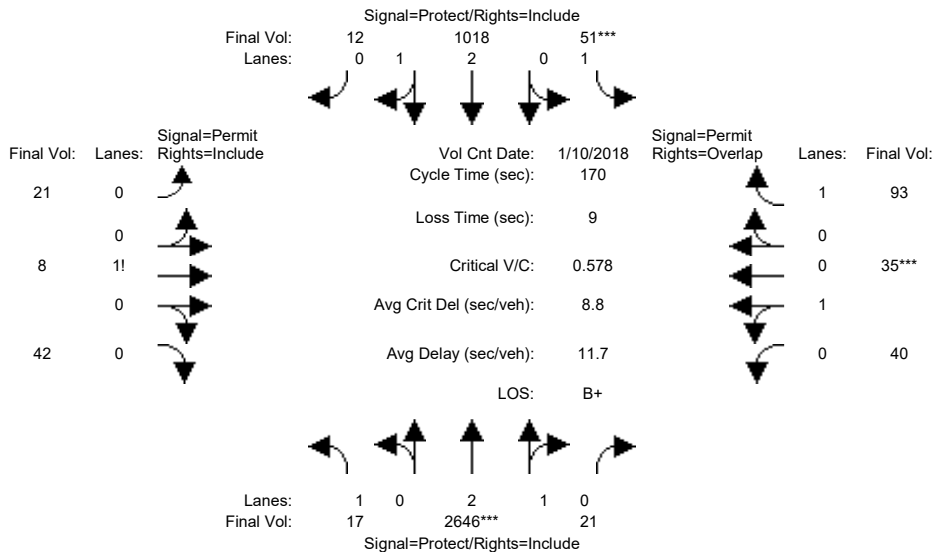 Signal=Protect/Rights=Include
Final Vol: 12 1018 51***
Lanes: 0 1 2 0 1
Signal=Permit Signal=Permit
Final Vol: Lanes: Rights=Include Vol Cnt Date: 1/10/2018 Rights=Overlap Lanes: Final Vol:
Cycle Time (sec): 170
21 0 1 93
Loss Time (sec): 9
0 0
8 1! Critical V/C: 0.578 0 35***
0 Avg Crit Del (sec/veh): 8.8 1
42 0 Avg Delay (sec/veh): 11.7 0 40
LOS: B+
Lanes: 1 0 2 1 0
Final Vol: 17 2646*** 21
Signal=Protect/Rights=Include